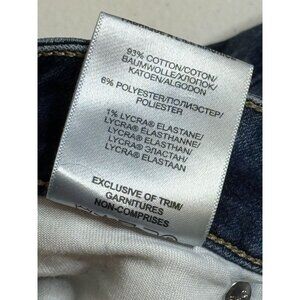 93% COTTON/COTON/
BAUMWOLLE/ХЛОПОК/
KATOEN/ALGODON
6% POLYESTER/ПОЛИЭСТЕР/
POLIESTER
1% LYCRA® ELASTANE/
LYCRA® ELASTHANNE/
LYCRA® ELASTHAN/
LYCRA® ЭЛАСТАН/
LYCRA® ELASTAAN
EXCLUSIVE OF TRIM/
GARNITURES
NON-COMPRISES